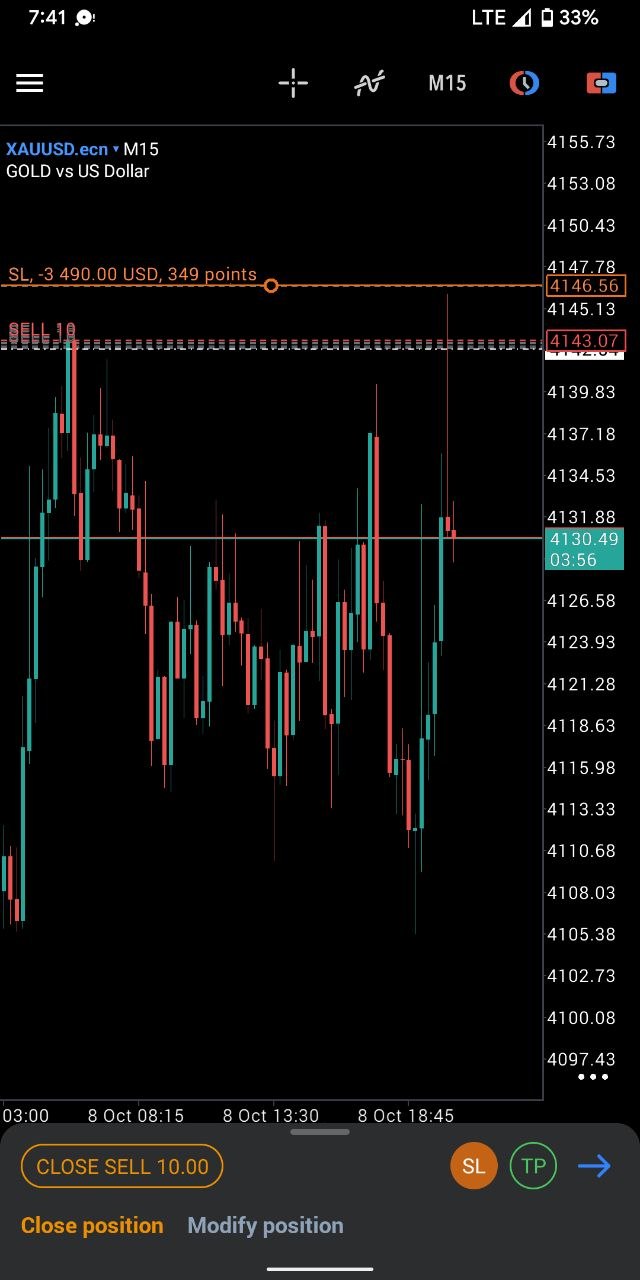 7:41
LTE 33%
M15
XAUUSD.ecn ▾ M15
GOLD vs US Dollar
4155.73
4153.08
4150.43
4147.78
SL, -3 490.00 USD, 349 points
4146.56
4145.13
SELL 10
4143.07
4139.83
4137.18
4134.53
4131.88
4130.49
03:56
4126.58
4123.93
4121.28
4118.63
4115.98
4113.33
4110.68
4108.03
4105.38
4102.73
4100.08
4097.43
03:00 8 Oct 08:15 8 Oct 13:30 8 Oct 18:45
CLOSE SELL 10.00 SL TP
Close position Modify position